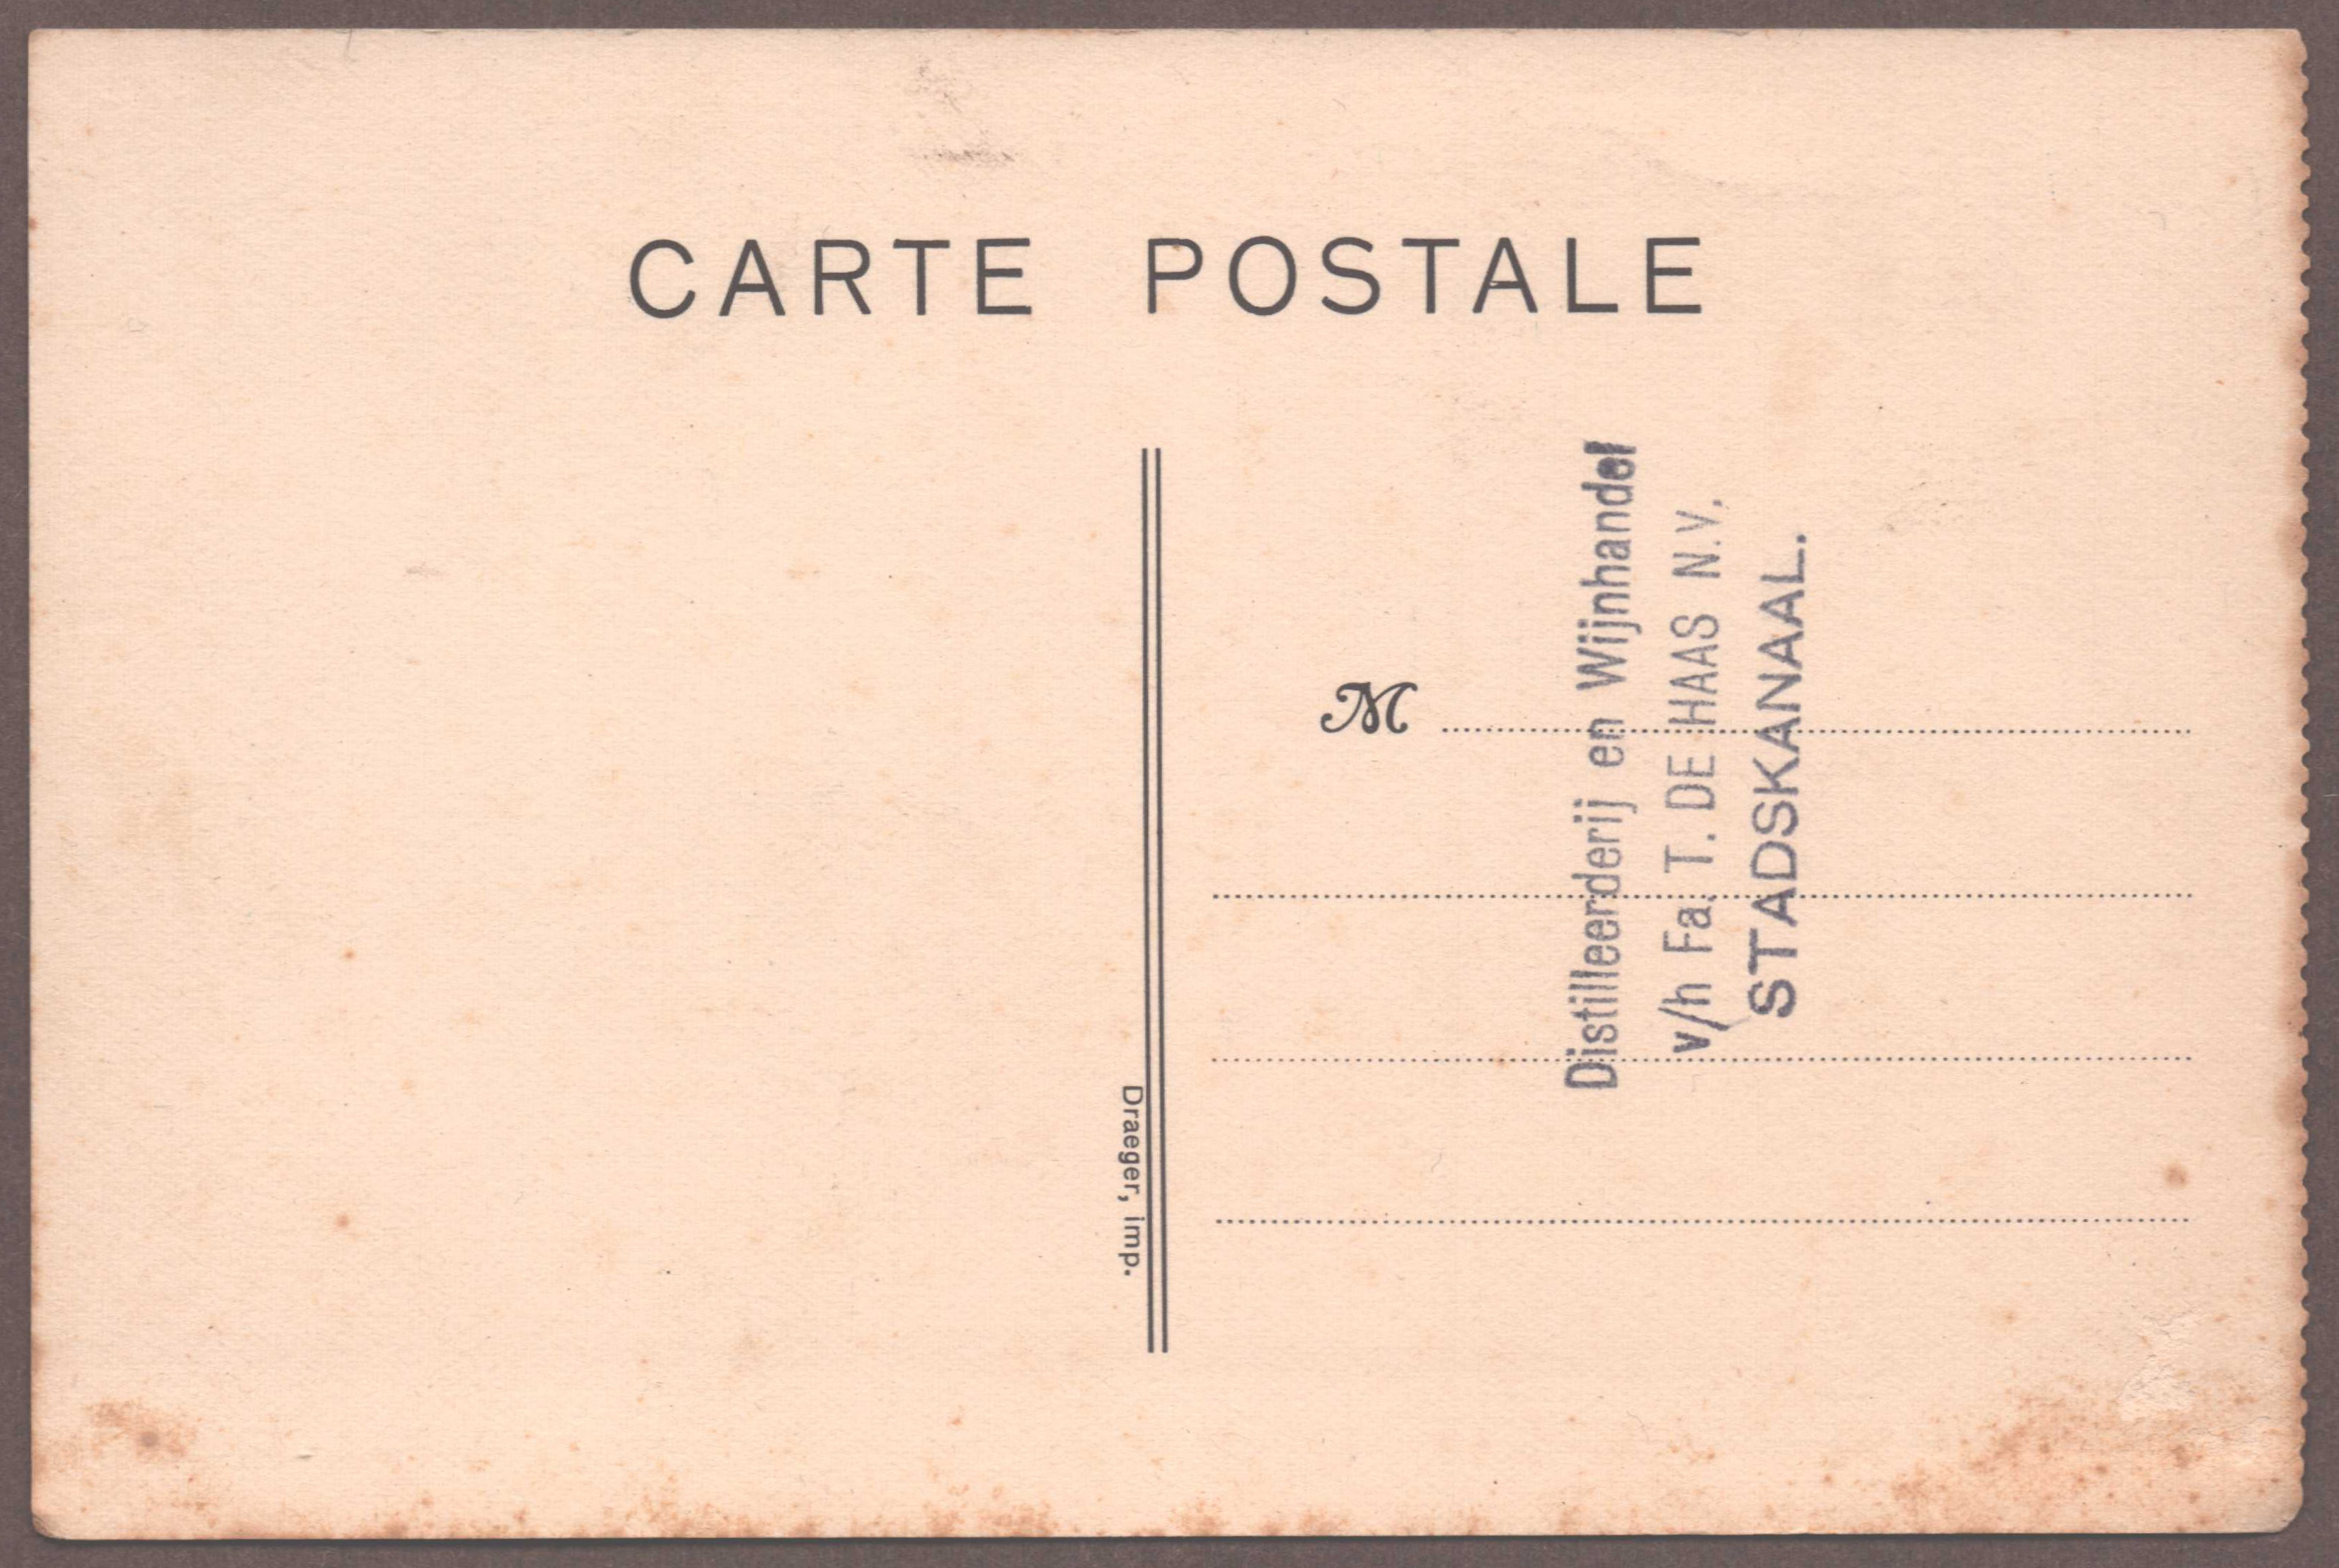 CARTE POSTALE
M
Distilleerderij en Wijnhandel
v/h Fa. T. DE HAAS N.V.
STADSKANAAL.
Draeger, imp.